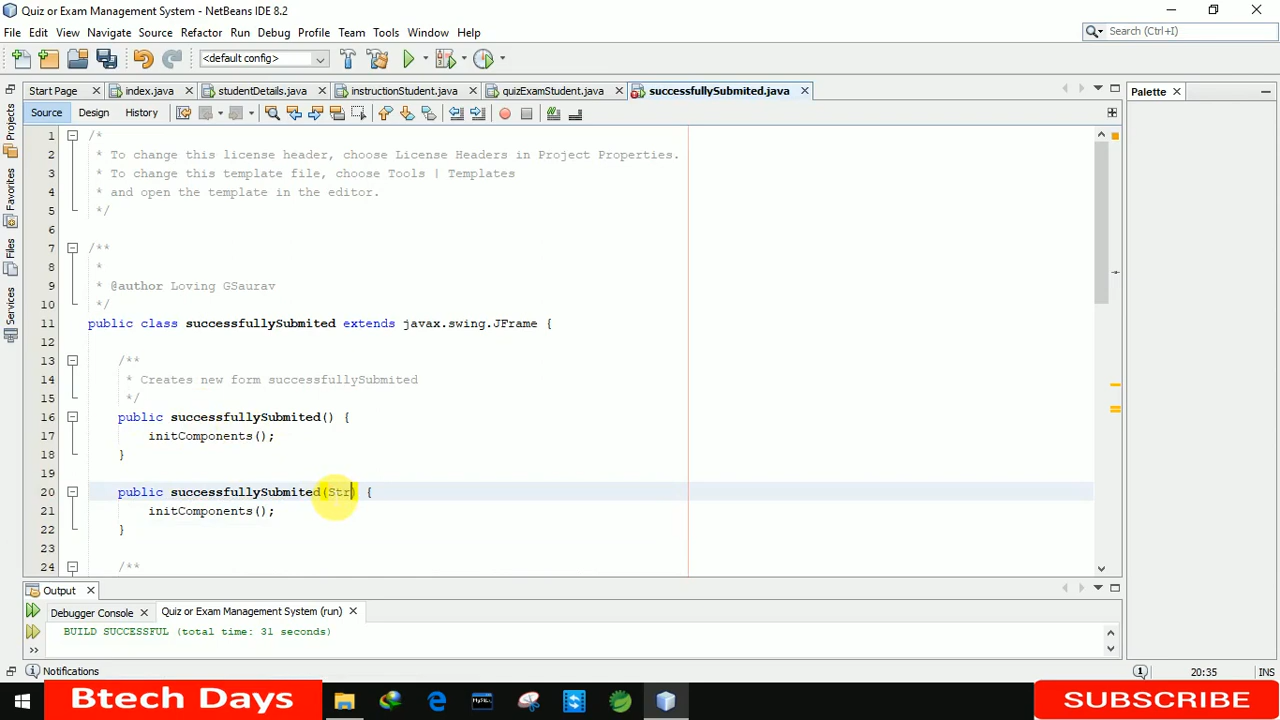 Quiz or Exam Management System - NetBeans IDE 8.2
File Edit View Navigate Source Refactor Run Debug Profile Team Tools Window Help
Search (Ctrl+I)
<default config>
Start Page index.java studentDetails.java instructionStudent.java quizExamStudent.java successfullySubmited.java
Palette
Source Design History
Projects
Favorites
Files
Services
1 /*
2 * To change this license header, choose License Headers in Project Properties.
3 * To change this template file, choose Tools | Templates
4 * and open the template in the editor.
5 */
6
7 /**
8 *
9 * @author Loving GSaurav
10 */
11 public class successfullySubmited extends javax.swing.JFrame {
12
13 /**
14 * Creates new form successfullySubmited
15 */
16 public successfullySubmited() {
17 initComponents();
18 }
19
20 public successfullySubmited(Str) {
21 initComponents();
22 }
23
24 /**
Output
Debugger Console Quiz or Exam Management System (run)
BUILD SUCCESSFUL (total time: 31 seconds)
Notifications
1
20:35 INS
Btech Days
MySQL
SUBSCRIBE